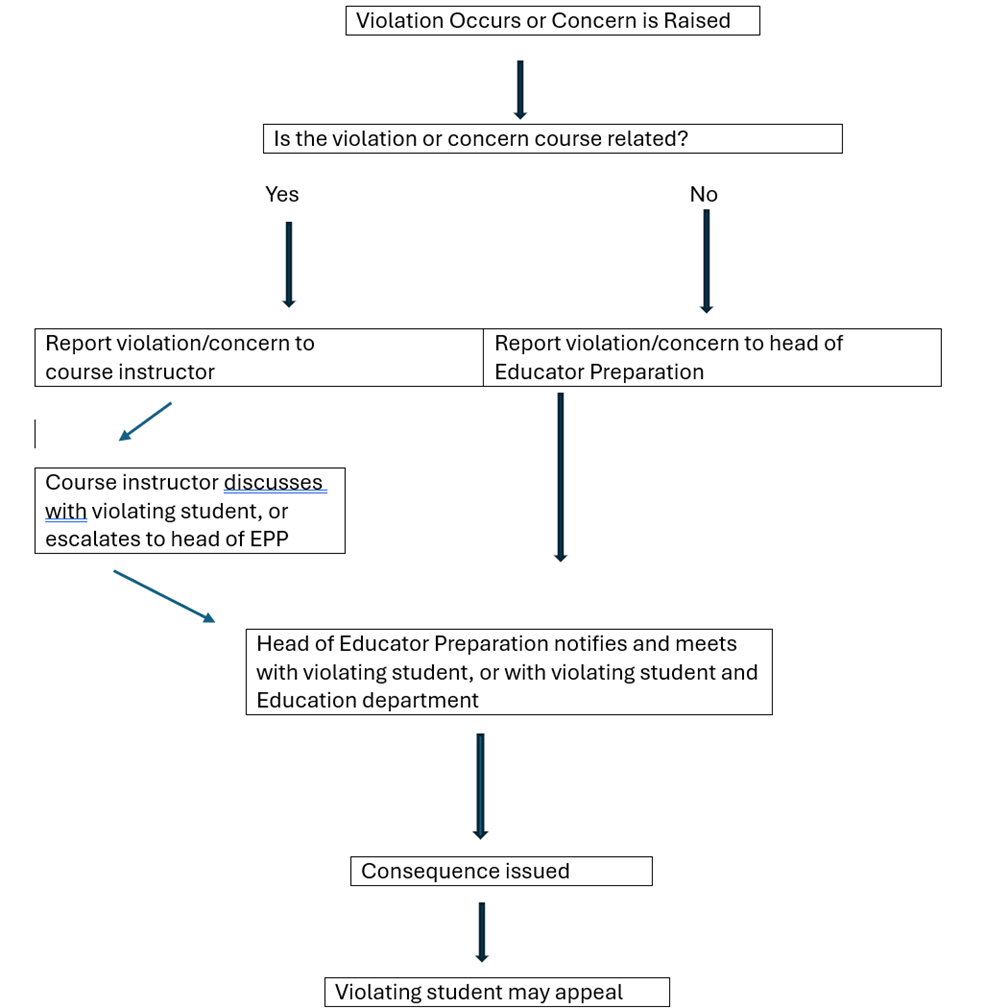 Violation Occurs or Concern is Raised
Is the violation or concern course related?
Yes
No
Report violation/concern to
course instructor
Report violation/concern to head of
Educator Preparation
Course instructor discusses
with violating student, or
escalates to head of EPP
Head of Educator Preparation notifies and meets
with violating student, or with violating student and
Education department
Consequence issued
Violating student may appeal